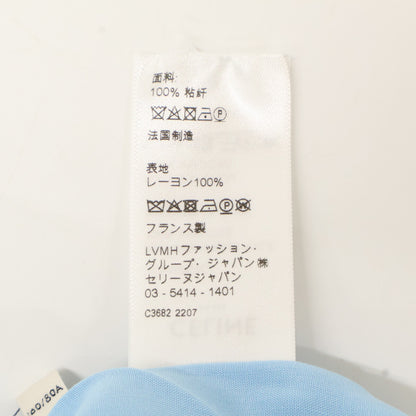 面料:
100% 粘纤
法国制造
表地
レーヨン100%
フランス製
LVMHファッション・
グループ・ジャパン㈱
セリーヌジャパン
03 - 5414 - 1401
C3682 2207
CELINE
160/80A